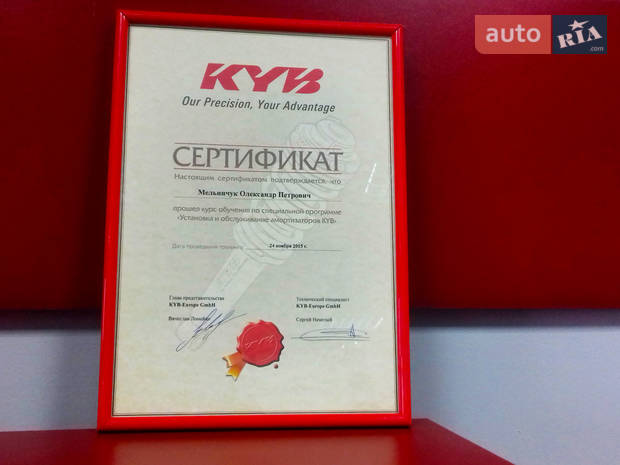 auto RIA.com
KYB
Our Precision, Your Advantage
СЕРТИФИКАТ
Настоящим сертификатом подтверждается, что
Мельничук Олександр Петрович
прошел курс обучения по специальной программе
«Установка и обслуживание амортизаторов KYB»
Дата проведения тренинга 24 ноября 2015 г.
Глава представительства
KYB-Europe GmbH
Вячеслав
Технический специалист
KYB-Europe GmbH
Сергей
KYB